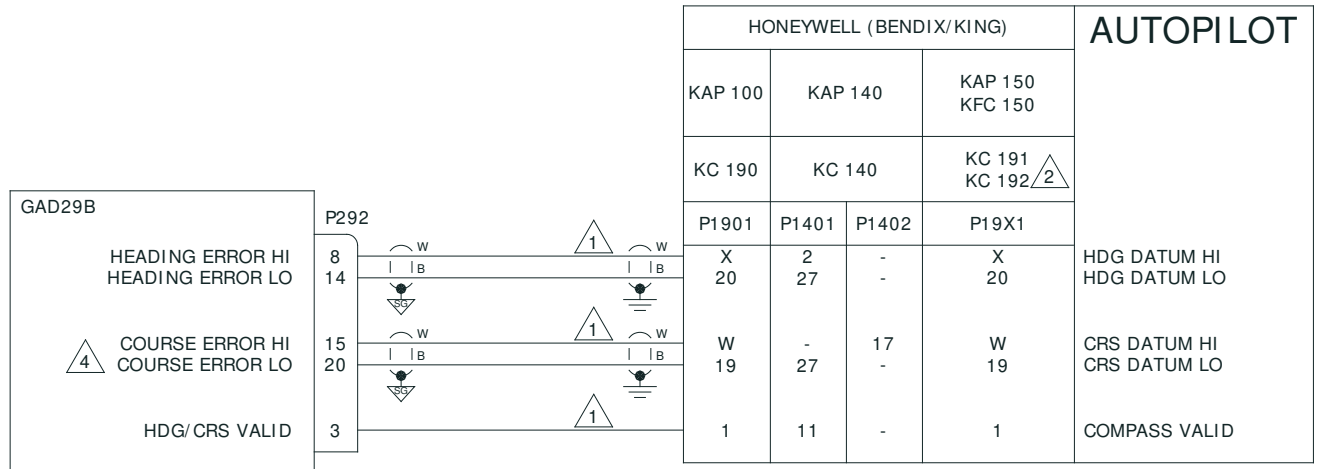 HONEYWELL (BENDIX/KING) AUTOPILOT
KAP 100 KAP 140 KAP 150
KFC 150
KC 190 KC 140 KC 191
KC 192 2
GAD29B
P292 P1901 P1401 P1402 P19X1
HEADING ERROR HI 8 W 1 W X 2 - X HDG DATUM HI
HEADING ERROR LO 14 B B 20 27 - 20 HDG DATUM LO
SG
COURSE ERROR HI 15 W 1 W W - 17 W CRS DATUM HI
4 COURSE ERROR LO 20 B B 19 27 - 19 CRS DATUM LO
SG
HDG/CRS VALID 3 1 1 11 - 1 COMPASS VALID